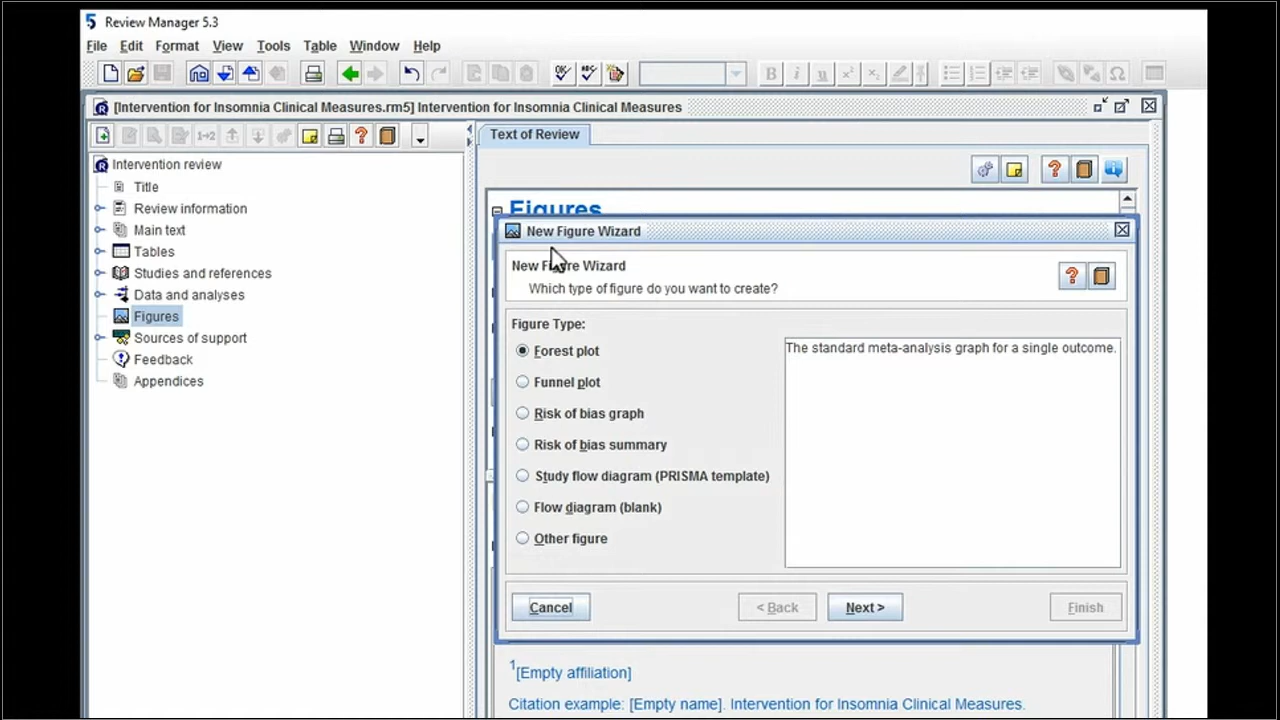 Review Manager 5.3
File Edit Format View Tools Table Window Help
[Intervention for Insomnia Clinical Measures.rm5] Intervention for Insomnia Clinical Measures
Intervention review
Title
Review information
Main text
Tables
Studies and references
Data and analyses
Figures
Sources of support
Feedback
Appendices
Text of Review
Figures
New Figure Wizard
New Figure Wizard
Which type of figure do you want to create?
Figure Type:
Forest plot
Funnel plot
Risk of bias graph
Risk of bias summary
Study flow diagram (PRISMA template)
Flow diagram (blank)
Other figure
The standard meta-analysis graph for a single outcome.
Cancel < Back Next > Finish
1[Empty affiliation]
Citation example: [Empty name]. Intervention for Insomnia Clinical Measures.